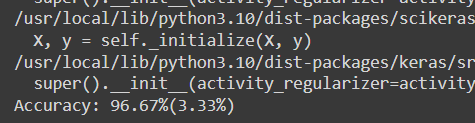 super().__init__(activity_regularizer=activity
/usr/local/lib/python3.10/dist-packages/scikeras
X, y = self._initialize(X, y)
/usr/local/lib/python3.10/dist-packages/keras/sr
super().__init__(activity_regularizer=activity
Accuracy: 96.67%(3.33%)